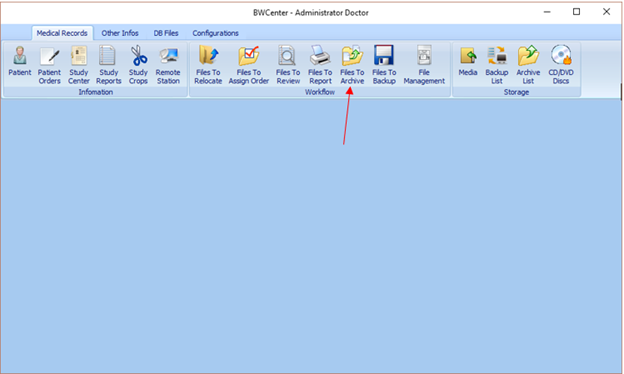 BWCenter - Administrator Doctor
Medical Records Other Infos DB Files Configurations
Patient Patient Orders Study Center Study Reports Study Crops Remote Station Files To Relocate Files To Assign Order Files To Review Files To Report Files To Archive Files To Backup File Management Media Backup List Archive List CD/DVD Discs
Infomation Workflow Storage